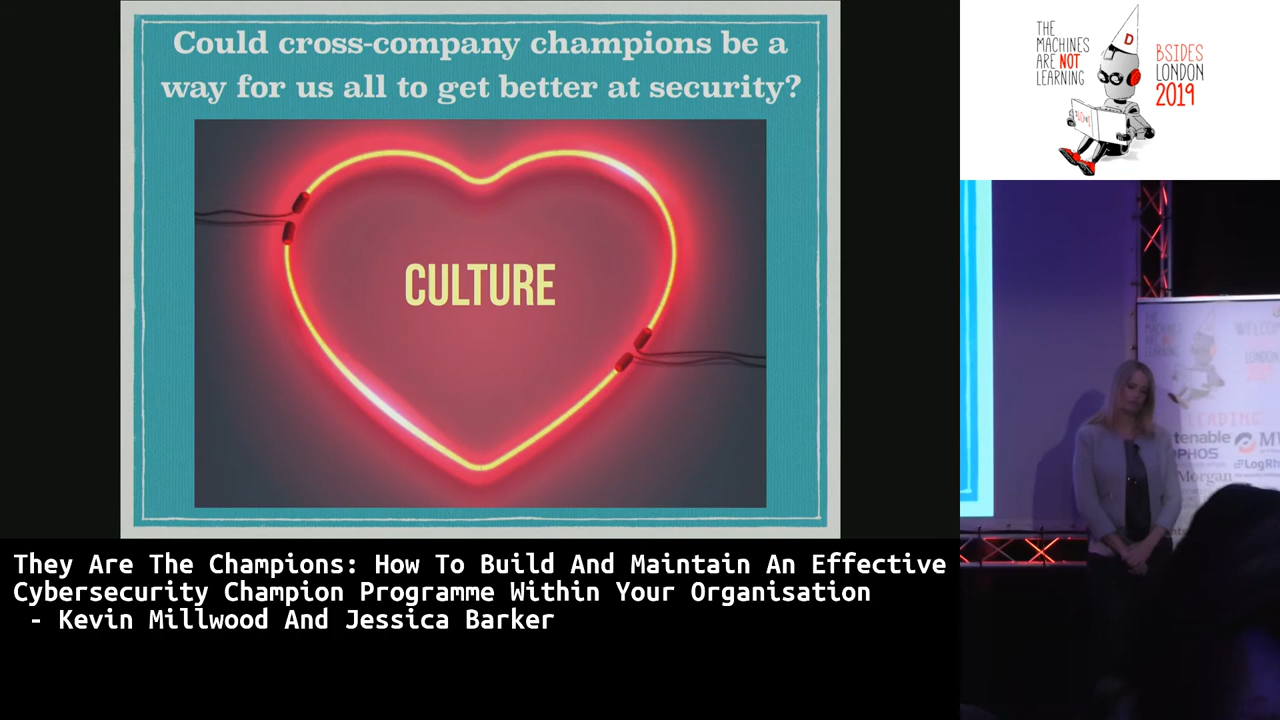 Could cross-company champions be a
way for us all to get better at security?
CULTURE
THE
MACHINES
ARE NOT
LEARNING
D
BSIDES
LONDON
2019
tenable
LogRh
Morgan
They Are The Champions: How To Build And Maintain An Effective
Cybersecurity Champion Programme Within Your Organisation
- Kevin Millwood And Jessica Barker